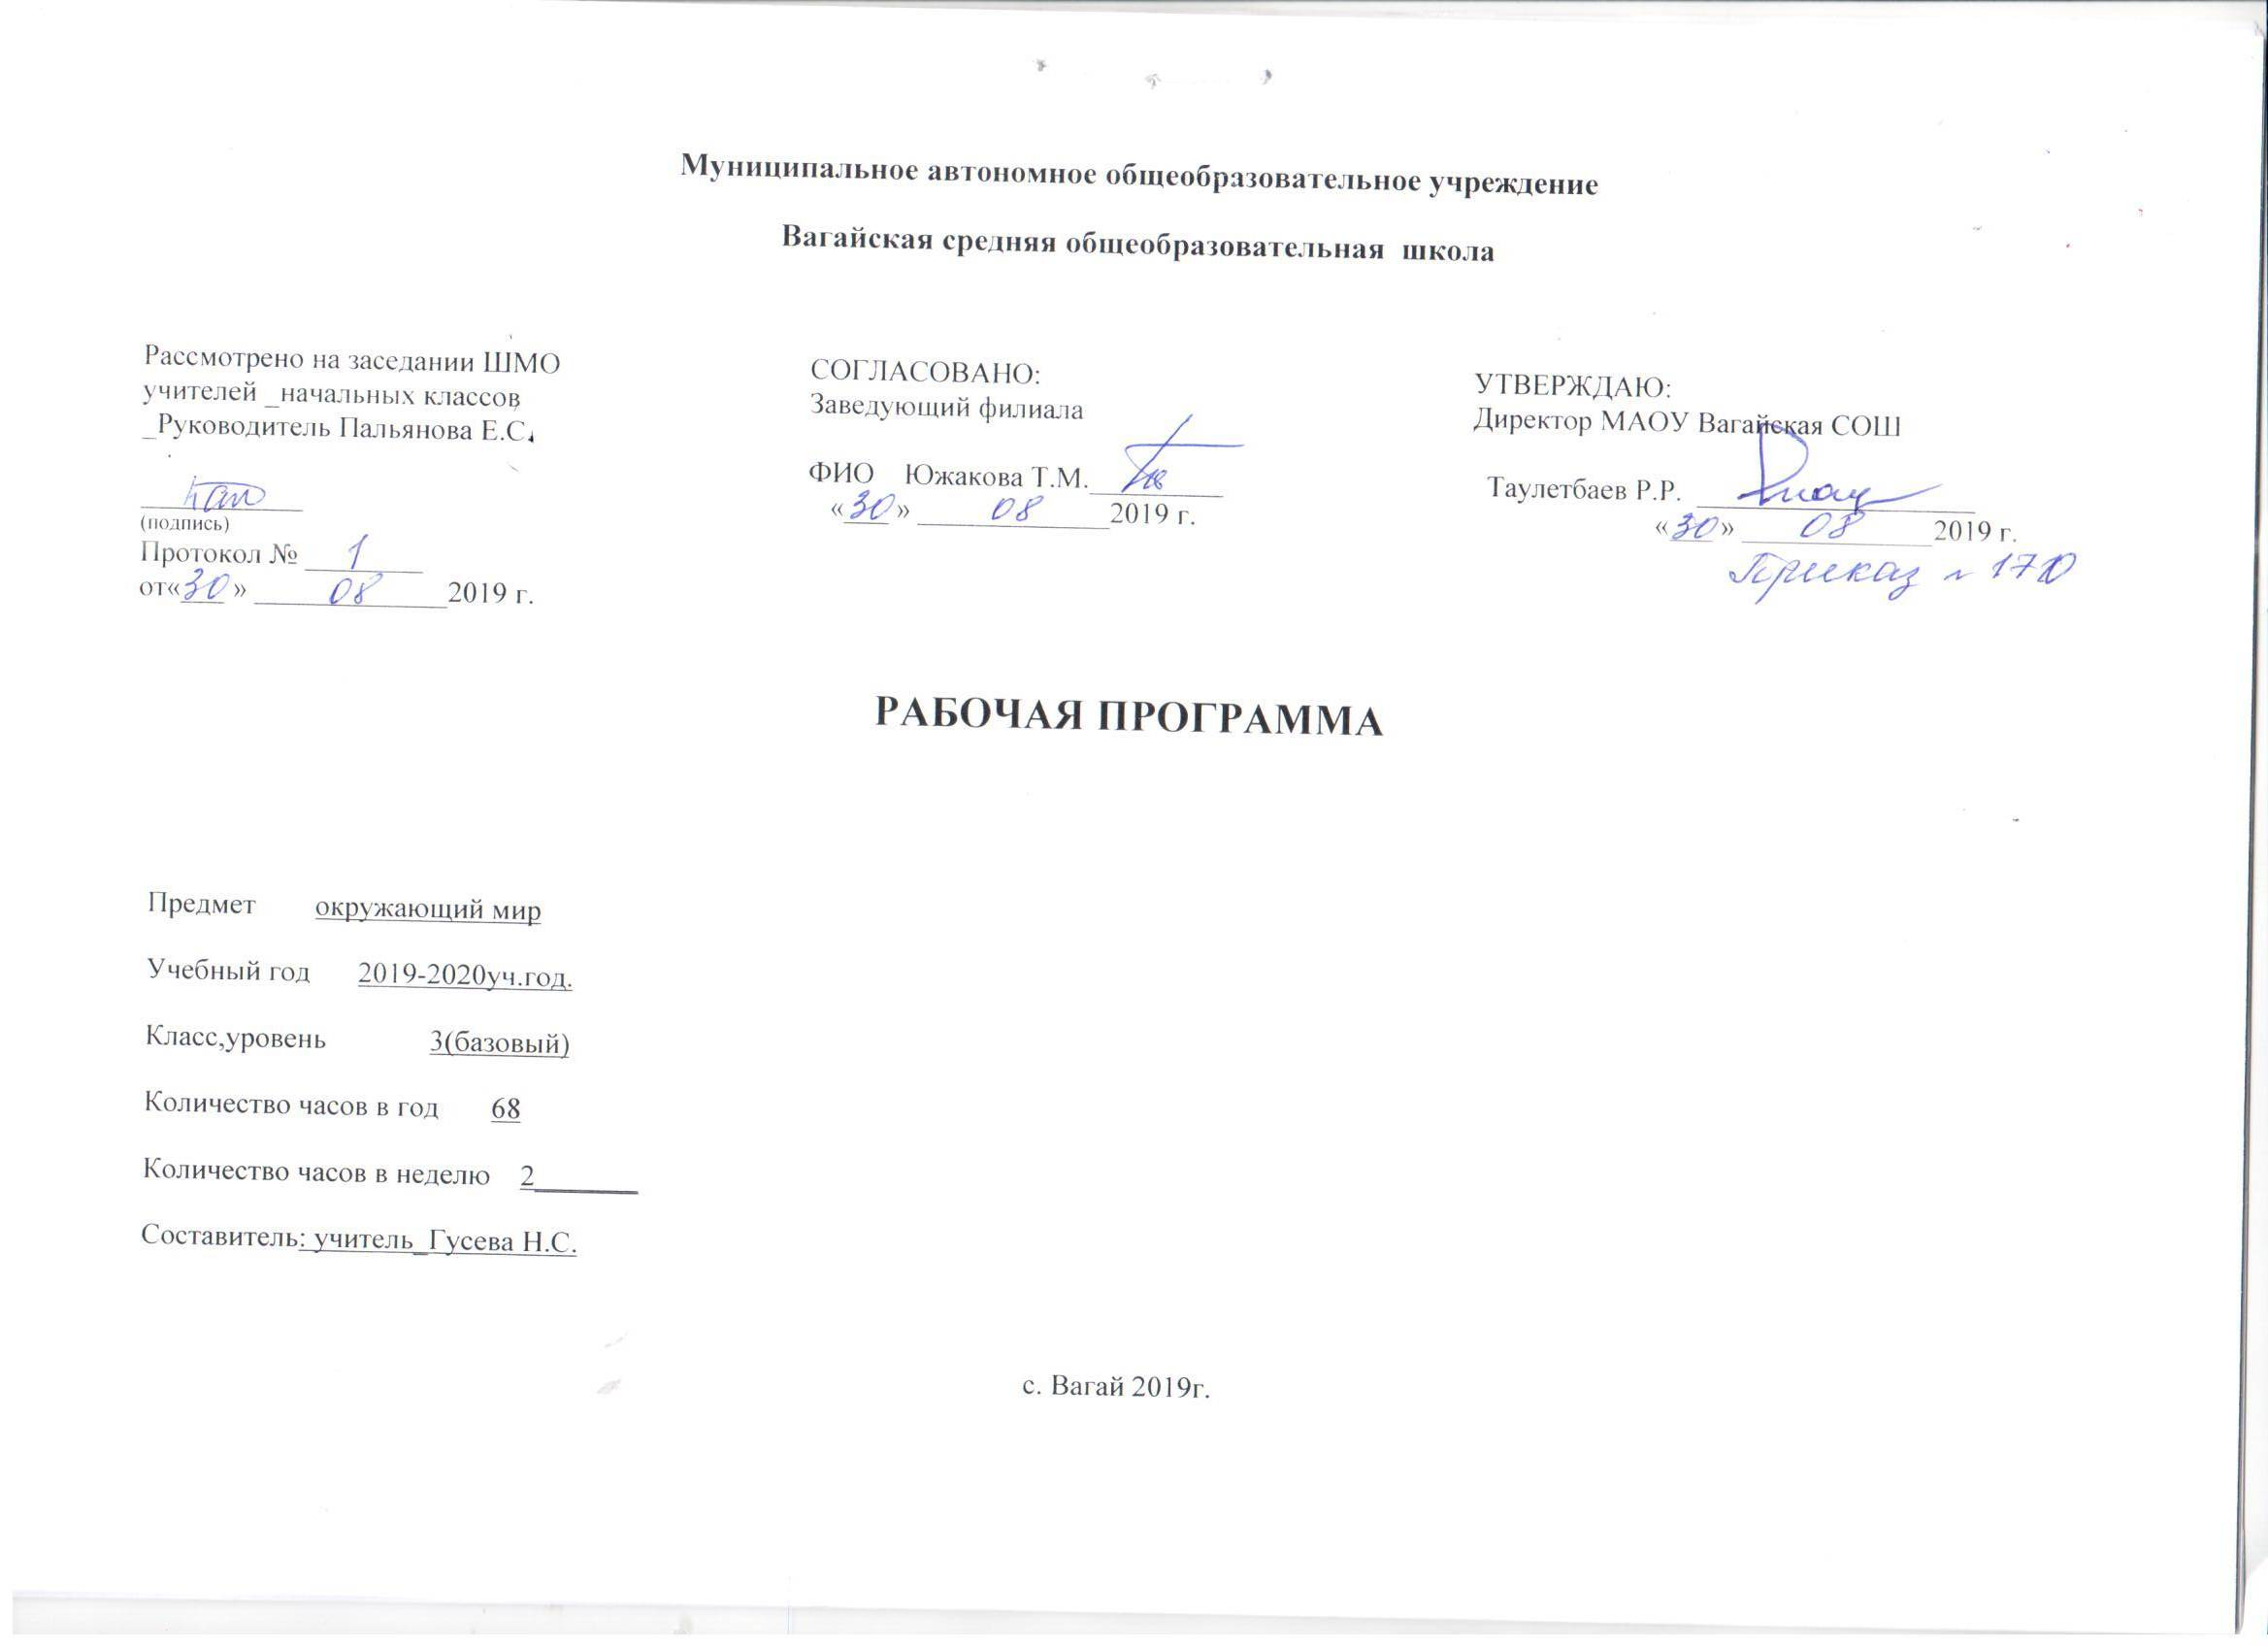 Муниципальное автономное общеобразовательное учреждение
Вагайская средняя общеобразовательная школа
Рассмотрено на заседании ШМО
учителей _начальных классов
_Руководитель Пальянова Е.С.
(подпись)
Протокол № 1
от«30» 08 2019 г.
СОГЛАСОВАНО:
Заведующий филиала
ФИО Южакова Т.М.
«30» 08 2019 г.
УТВЕРЖДАЮ:
Директор МАОУ Вагайская СОШ
Таулетбаев Р.Р.
«30» 08 2019 г.
Приказ № 170
РАБОЧАЯ ПРОГРАММА
Предмет окружающий мир
Учебный год 2019-2020уч.год.
Класс,уровень 3(базовый)
Количество часов в год 68
Количество часов в неделю 2
Составитель: учитель_Гусева Н.С.
с. Вагай 2019г.